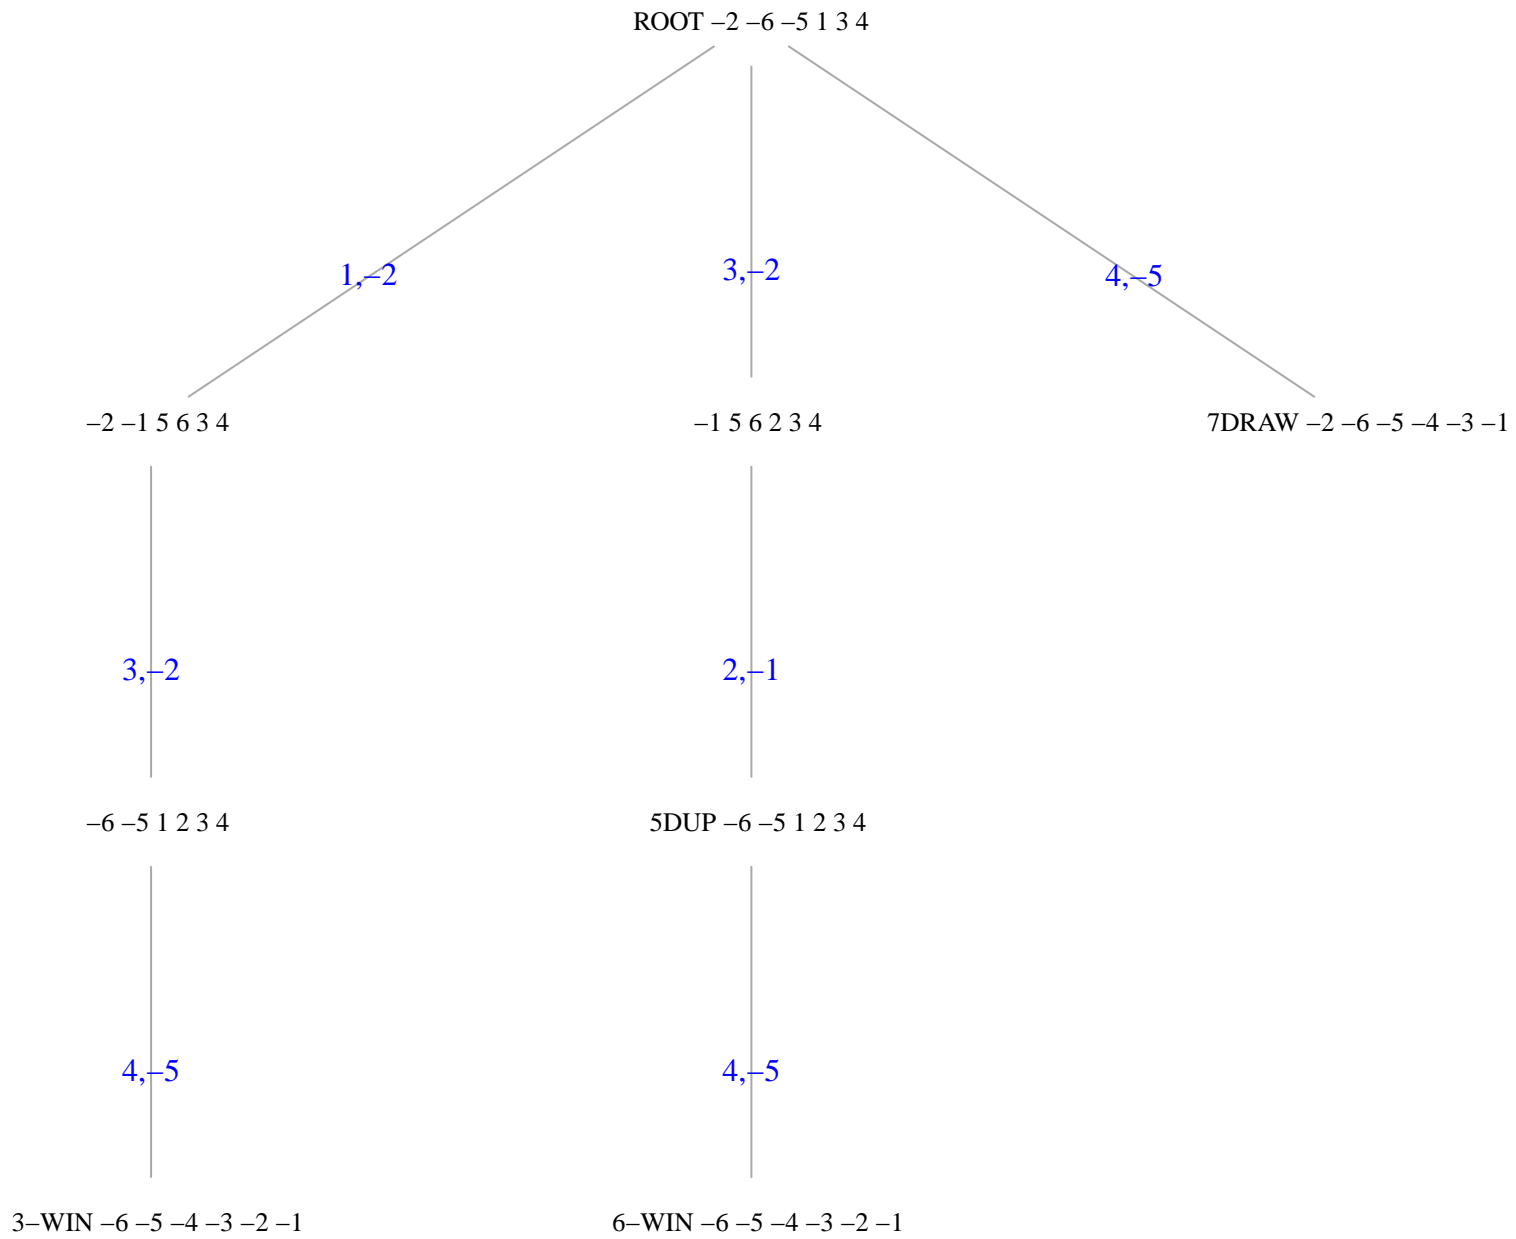 ROOT –2 –6 –5 1 3 4
1,–2
3,–2
4,–5
–2 –1 5 6 3 4
–1 5 6 2 3 4
7DRAW –2 –6 –5 –4 –3 –1
3,–2
2,–1
–6 –5 1 2 3 4
5DUP –6 –5 1 2 3 4
4,–5
4,–5
3–WIN –6 –5 –4 –3 –2 –1
6–WIN –6 –5 –4 –3 –2 –1